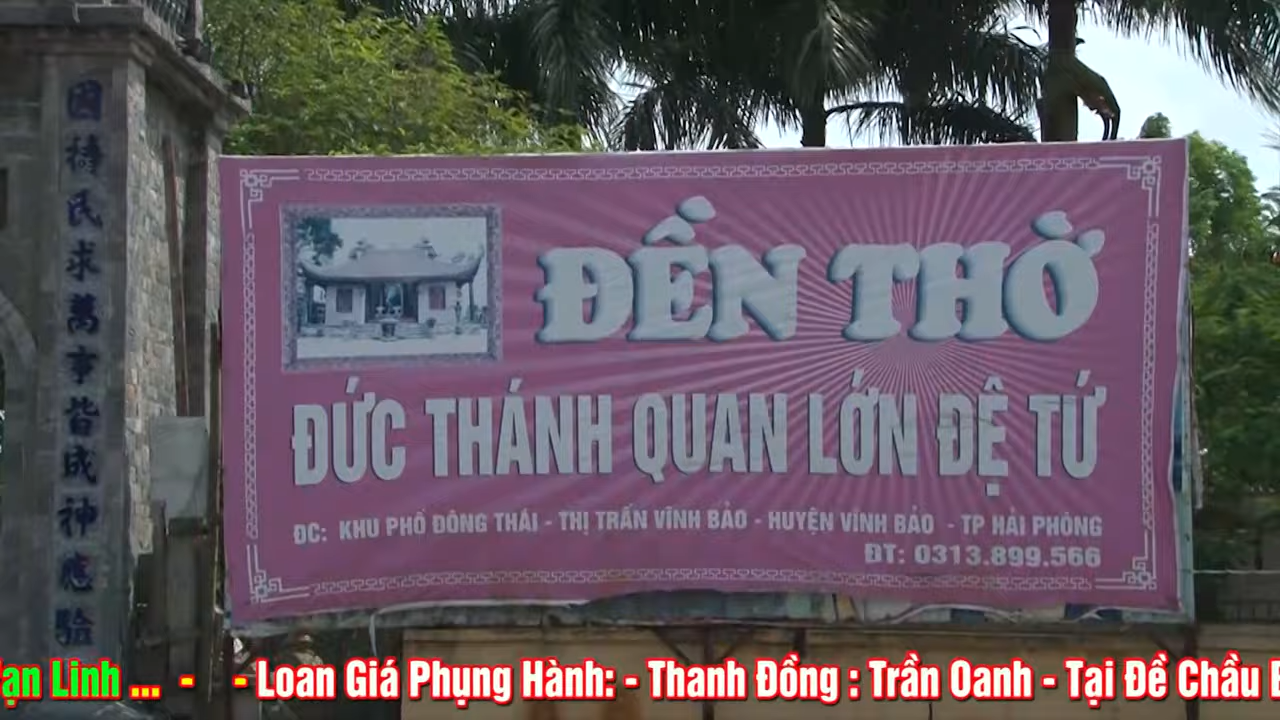 國禱民求萬事皆成神應驗
ĐỀN THỜ
ĐỨC THÁNH QUAN LỚN ĐỆ TỨ
ĐC: KHU PHỐ ĐÔNG THÁI - THỊ TRẤN VĨNH BẢO - HUYỆN VĨNH BẢO - TP HẢI PHÒNG
ĐT: 0313.899.566
Linh ... - - Loan Giá Phụng Hành: - Thanh Đồng : Trần Oanh - Tại Đề Chầu